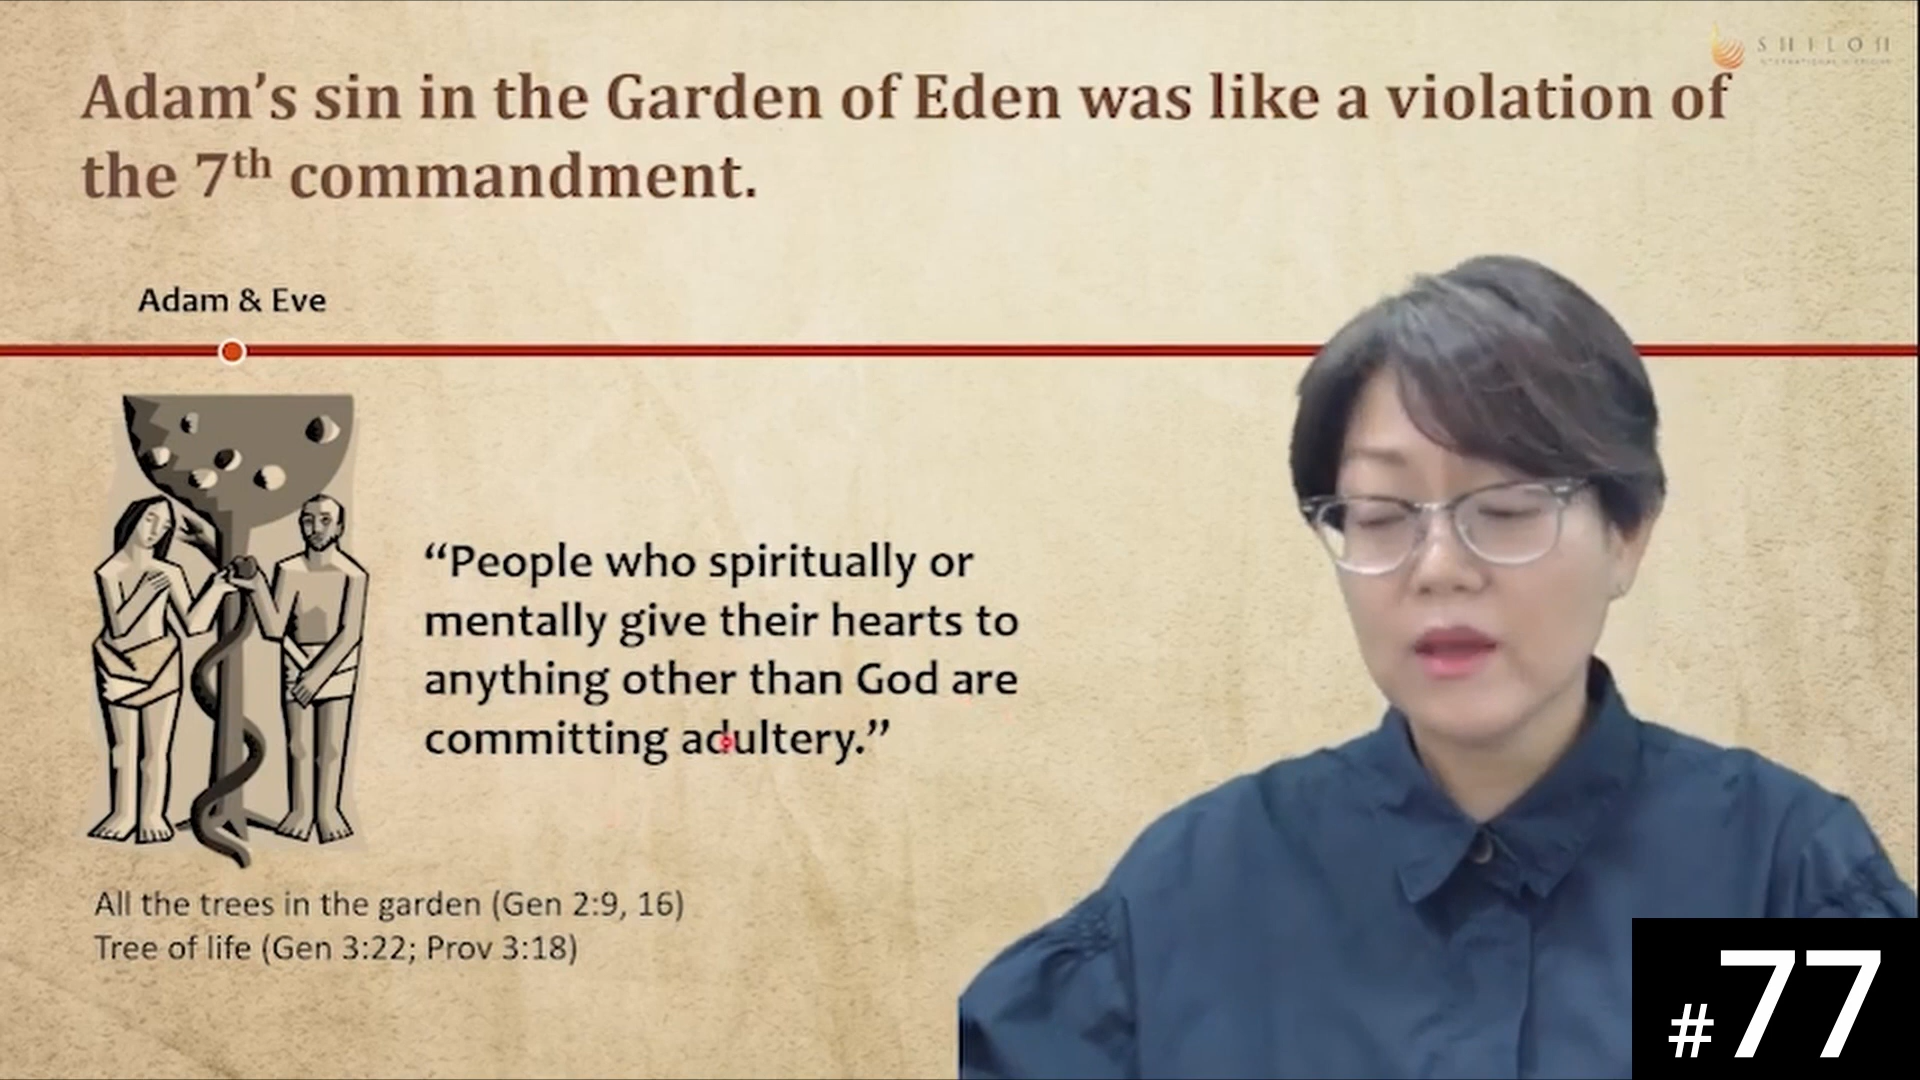 SHILOH
Adam’s sin in the Garden of Eden was like a violation of
the 7th commandment.
Adam & Eve
“People who spiritually or
mentally give their hearts to
anything other than God are
committing adultery.”
All the trees in the garden (Gen 2:9, 16)
Tree of life (Gen 3:22; Prov 3:18)
#77